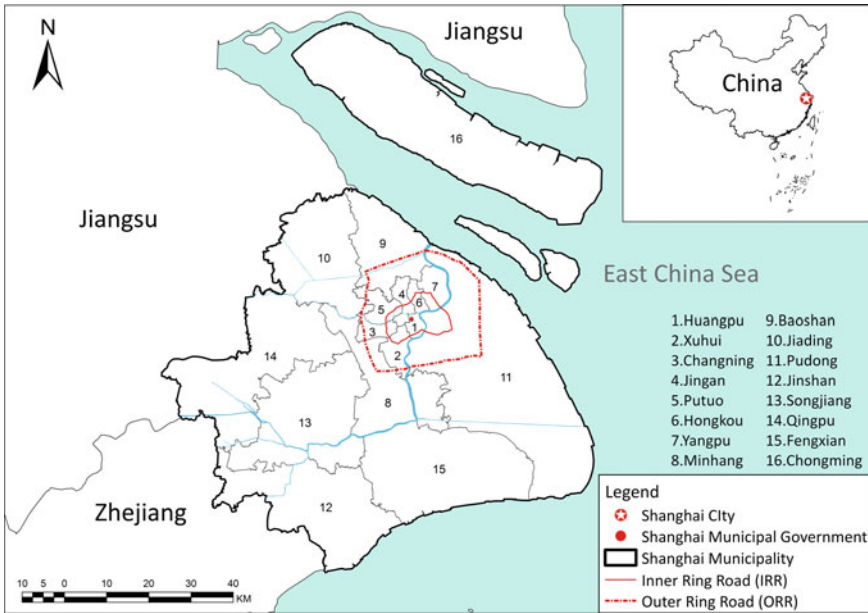 N
Jiangsu
China
16
Jiangsu
9
10
7
4
6
5
1
3
2
14
11
8
13
15
12
Zhejiang
East China Sea
1.Huangpu 9.Baoshan
2.Xuhui 10.Jiading
3.Changning 11.Pudong
4.Jingan 12.Jinshan
5.Putuo 13.Songjiang
6.Hongkou 14.Qingpu
7.Yangpu 15.Fengxian
8.Minhang 16.Chongming
Legend
Shanghai CIty
Shanghai Municipal Government
Shanghai Municipality
Inner Ring Road (IRR)
Outer Ring Road (ORR)
10 5 0 10 20 30 40
KM